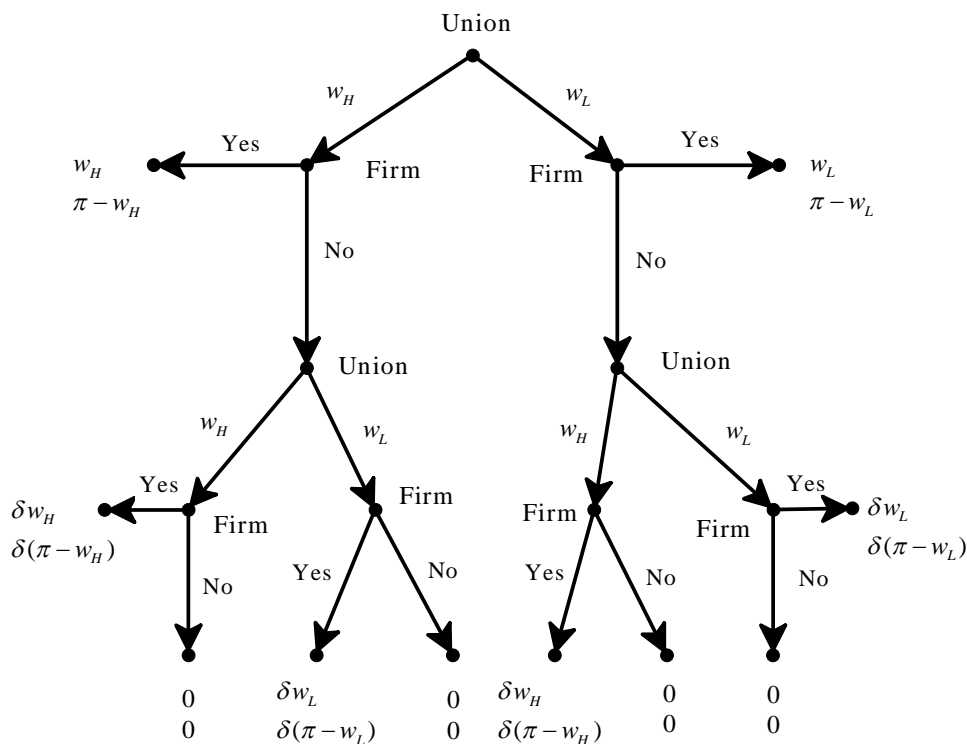 Union
w_H
w_L
Yes
Yes
w_H
Firm
Firm
w_L
π − w_H
π − w_L
No
No
Union
Union
w_H
w_L
w_H
w_L
Yes
Firm
Yes
δw_H
Firm
Firm
Firm
δw_L
δ(π − w_H)
δ(π − w_L)
Yes
No
Yes
No
No
No
0
δw_L
0
δw_H
0
0
0
δ(π − w_L)
0
δ(π − w_H)
0
0